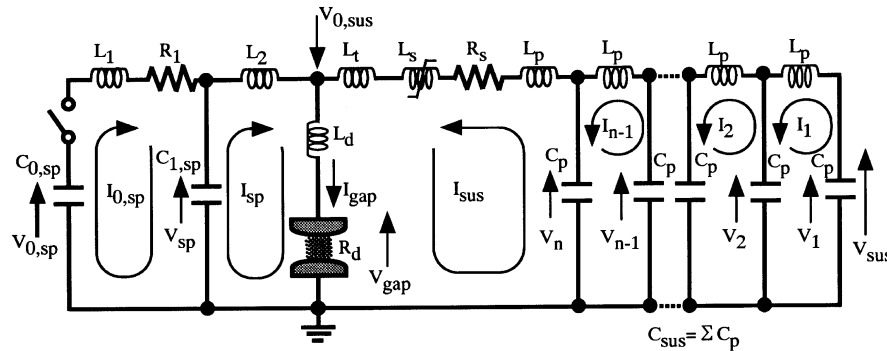 V0,sus
L1 R1 L2 Lt Ls Rs Lp Lp Lp Lp
Ld
In-1 I2 I1
C0,sp C1,sp Cp Cp Cp Cp Cp
I0,sp Isp Igap Isus
V0,sp Vsp Rd Vn Vn-1 V2 V1 Vsus
Vgap
Csus= Σ Cp